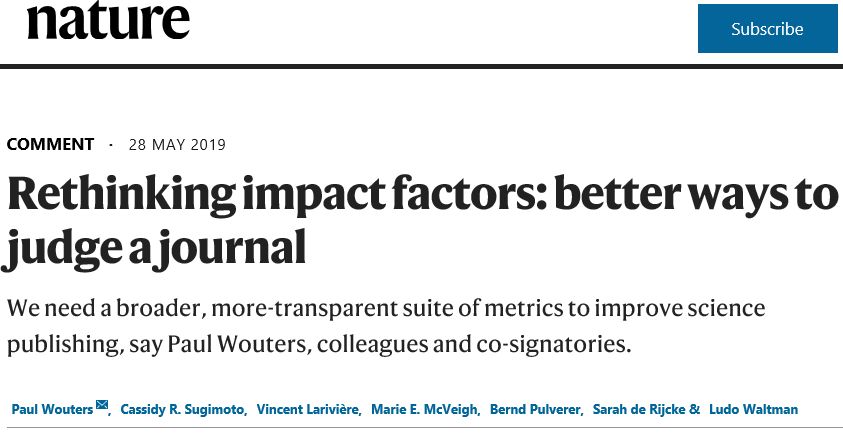 nature
Subscribe
COMMENT · 28 MAY 2019
Rethinking impact factors: better ways to
judge a journal
We need a broader, more-transparent suite of metrics to improve science
publishing, say Paul Wouters, colleagues and co-signatories.
Paul Wouters, Cassidy R. Sugimoto, Vincent Larivière, Marie E. McVeigh, Bernd Pulverer, Sarah de Rijcke & Ludo Waltman